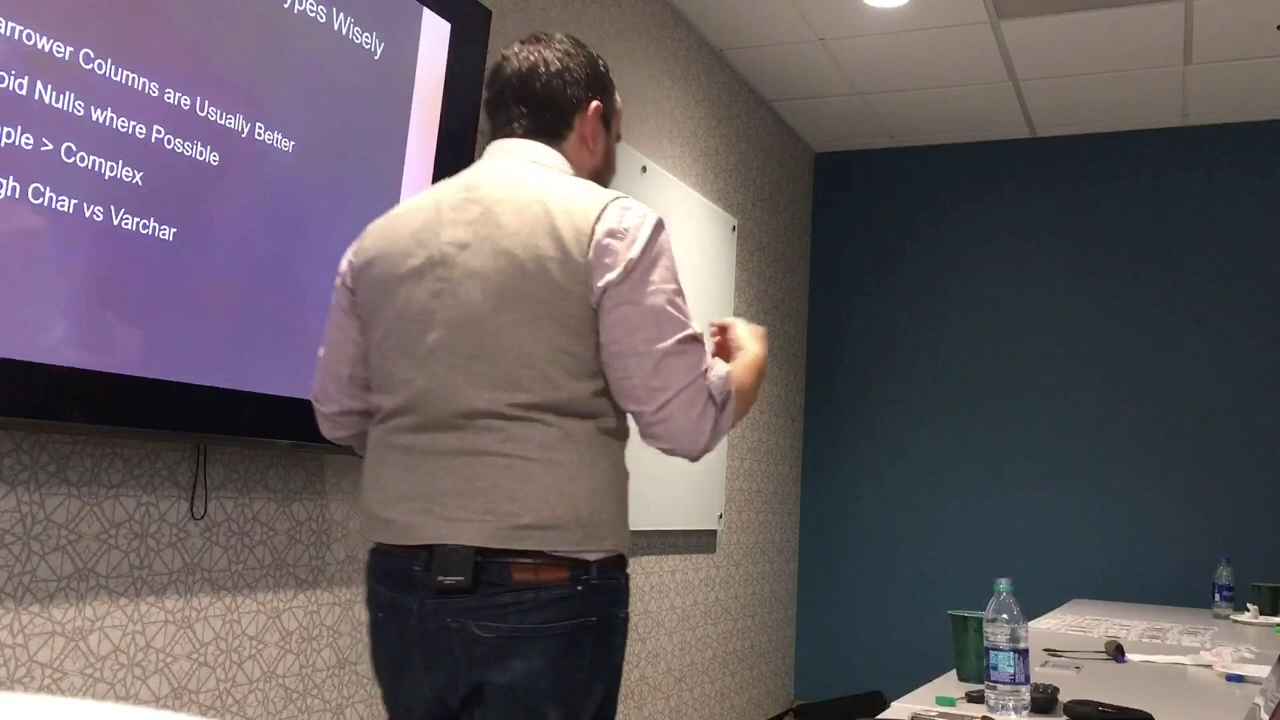 ypes Wisely
arrower Columns are Usually Better
oid Nulls where Possible
ple > Complex
gh Char vs Varchar